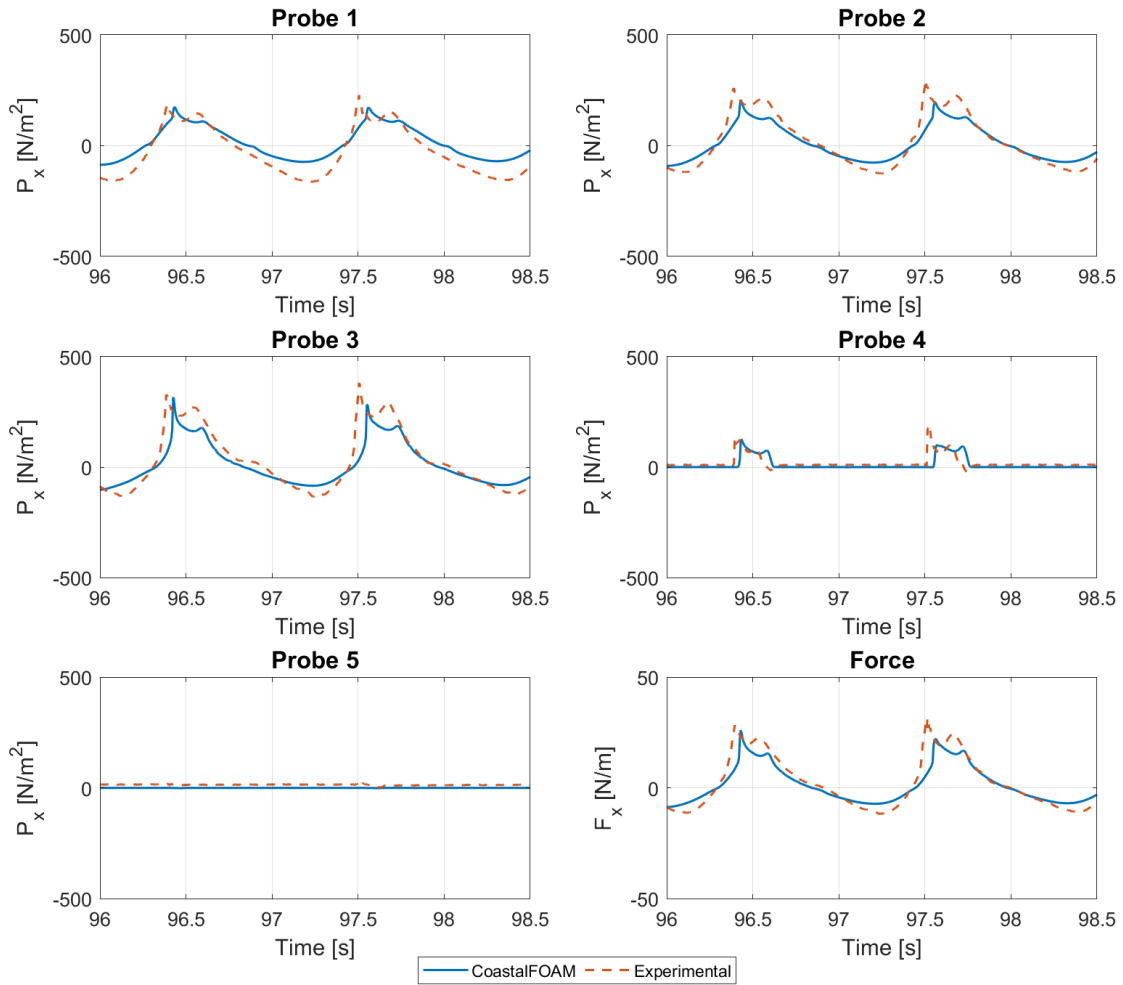 Probe 1
Probe 2
500
0
-500
P_x [N/m^2]
96 96.5 97 97.5 98 98.5
Time [s]
500
0
-500
P_x [N/m^2]
96 96.5 97 97.5 98 98.5
Time [s]
Probe 3
Probe 4
500
0
-500
P_x [N/m^2]
96 96.5 97 97.5 98 98.5
Time [s]
500
0
-500
P_x [N/m^2]
96 96.5 97 97.5 98 98.5
Time [s]
Probe 5
Force
500
0
-500
P_x [N/m^2]
96 96.5 97 97.5 98 98.5
Time [s]
50
0
-50
F_x [N/m]
96 96.5 97 97.5 98 98.5
Time [s]
CoastalFOAM Experimental